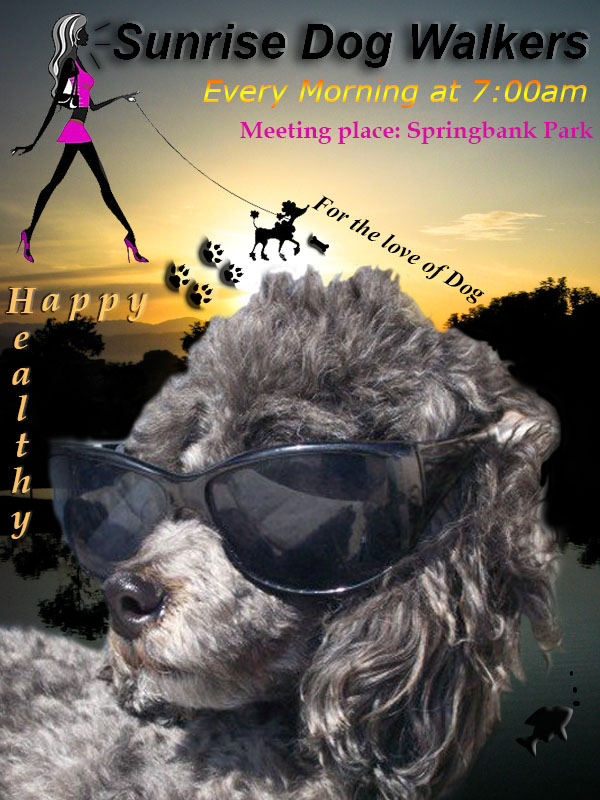 Sunrise Dog Walkers
Every Morning at 7:00am
Meeting place: Springbank Park
For the love of Dog
Happy
Healthy